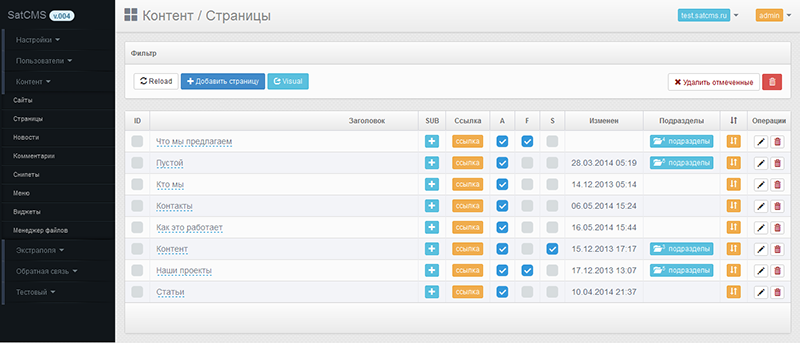 SatCMS v.004
Контент / Страницы
test.satcms.ru
admin
Настройки
Пользователи
Контент
Сайты
Страницы
Новости
Комментарии
Снипеты
Меню
Виджеты
Менеджер файлов
Экстраполя
Обратная связь
Тестовый
Фильтр
Reload Добавить страницу Visual Удалить отмеченные
ID Заголовок SUB Ссылка A F S Изменен Подразделы Операции
Что мы предлагаем ссылка подразделы
Пустой ссылка 28.03.2014 05:19 подразделы
Кто мы ссылка 14.12.2013 05:14
Контакты ссылка 06.05.2014 15:24
Как это работает ссылка 16.05.2014 15:44
Контент ссылка 15.12.2013 17:17 подразделы
Наши проекты ссылка 17.12.2013 13:07 подразделы
Статьи ссылка 10.04.2014 21:37